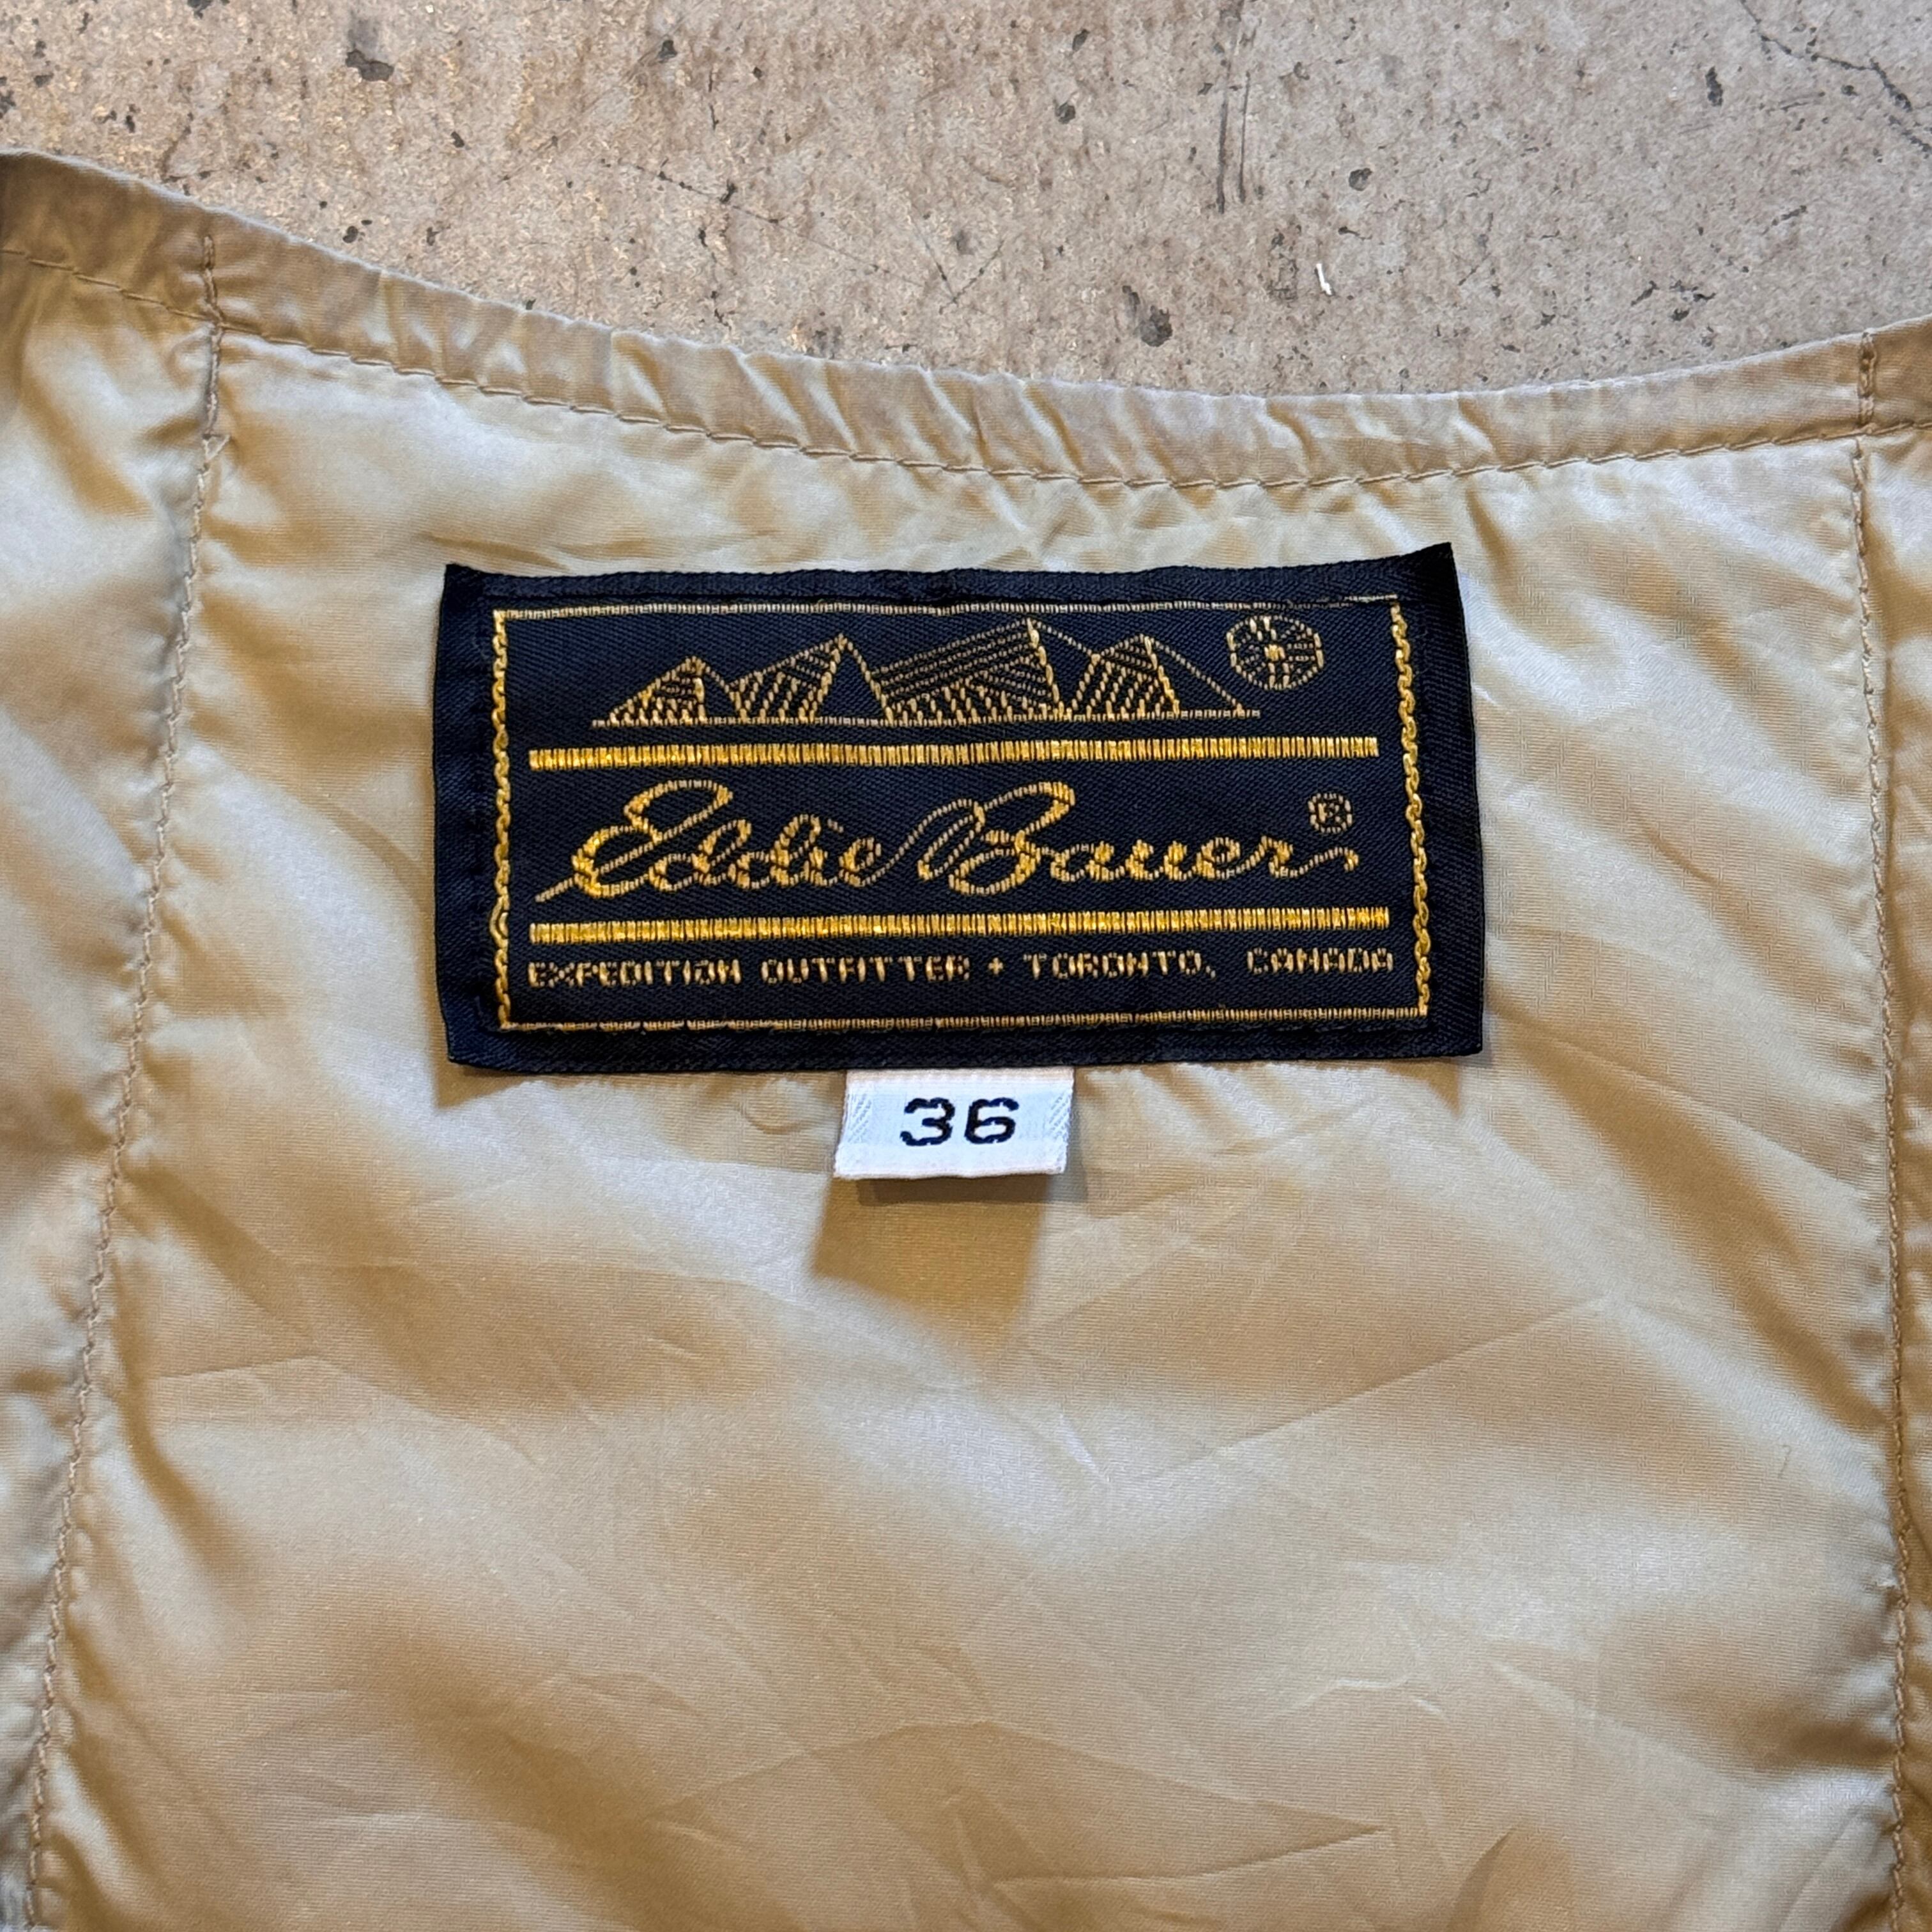 Eddie Bauer ®
EXPEDITION OUTFITTER + TORONTO, CANADA
36